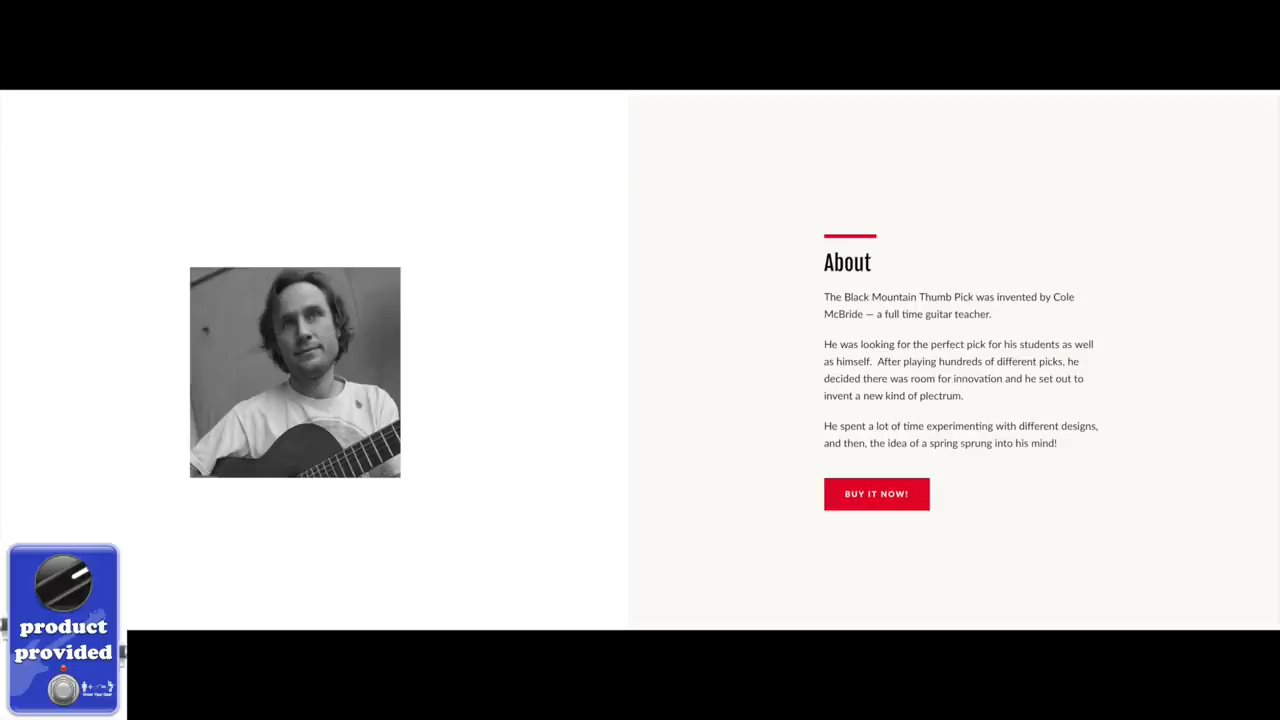 About
The Black Mountain Thumb Pick was invented by Cole
McBride — a full time guitar teacher.
He was looking for the perfect pick for his students as well
as himself.  After playing hundreds of different picks, he
decided there was room for innovation and he set out to
invent a new kind of plectrum.
He spent a lot of time experimenting with different designs,
and then, the idea of a spring sprung into his mind!
BUY IT NOW!
product
provided